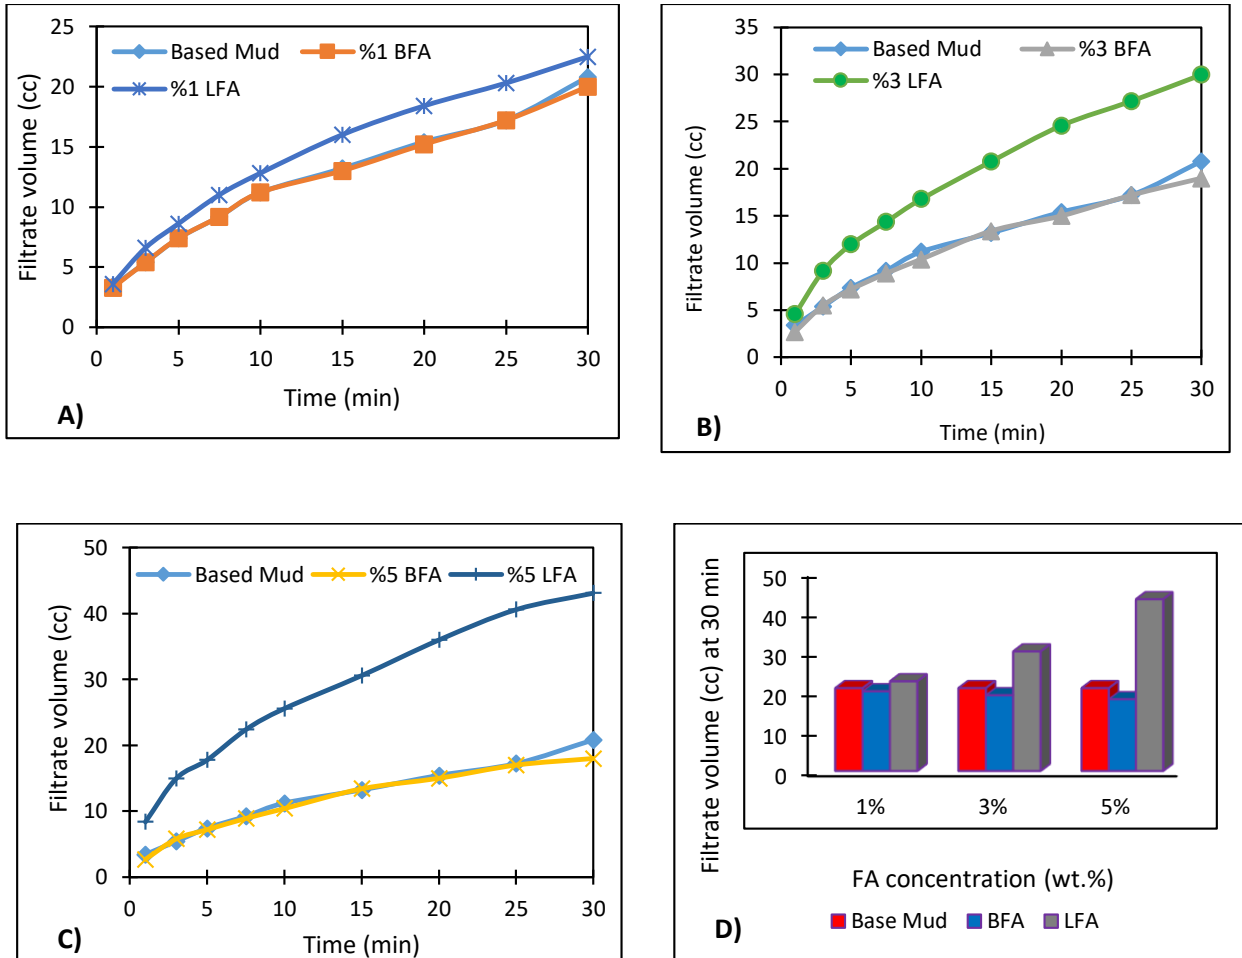 Based Mud %1 BFA
%1 LFA
25
20
15
10
5
0
0 5 10 15 20 25 30
Filtrate volume (cc)
Time (min)
A)
Based Mud %3 BFA
%3 LFA
35
30
25
20
15
10
5
0
0 5 10 15 20 25 30
Filtrate volume (cc)
Time (min)
B)
Based Mud %5 BFA %5 LFA
50
40
30
20
10
0
0 5 10 15 20 25 30
Filtrate volume (cc)
Time (min)
C)
Filtrate volume (cc) at 30 min
50
40
30
20
10
0
1% 3% 5%
FA concentration (wt.%)
Base Mud BFA LFA
D)